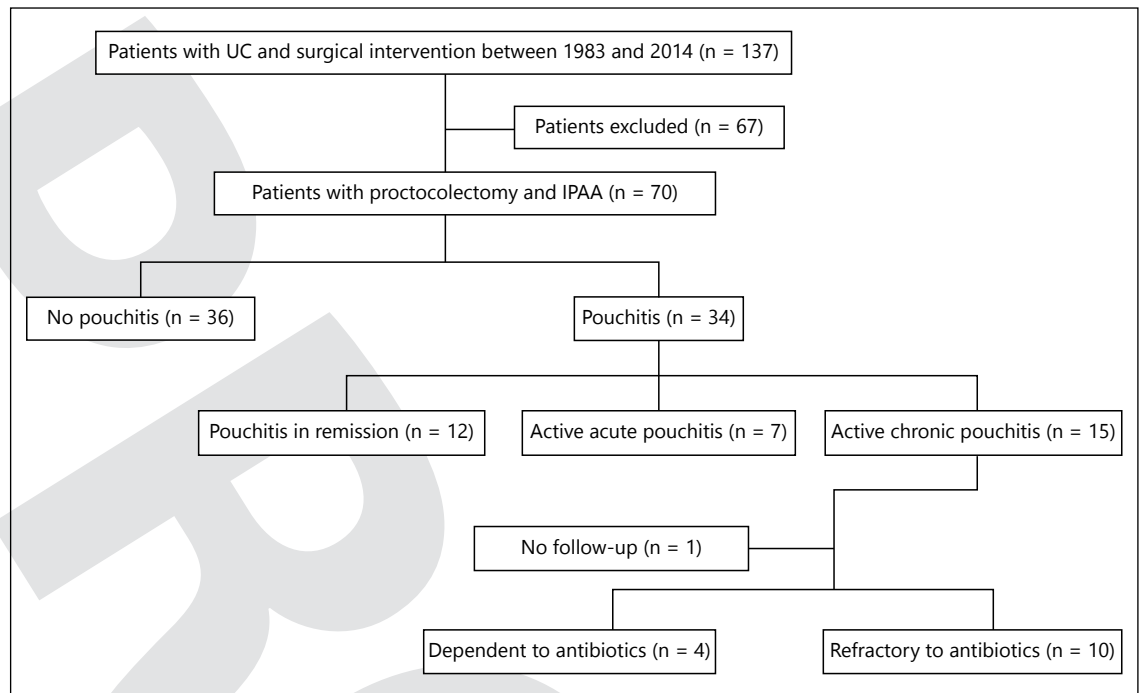 Patients with UC and surgical intervention between 1983 and 2014 (n = 137)
Patients excluded (n = 67)
Patients with proctocolectomy and IPAA (n = 70)
No pouchitis (n = 36)
Pouchitis (n = 34)
Pouchitis in remission (n = 12)
Active acute pouchitis (n = 7)
Active chronic pouchitis (n = 15)
No follow-up (n = 1)
Dependent to antibiotics (n = 4)
Refractory to antibiotics (n = 10)